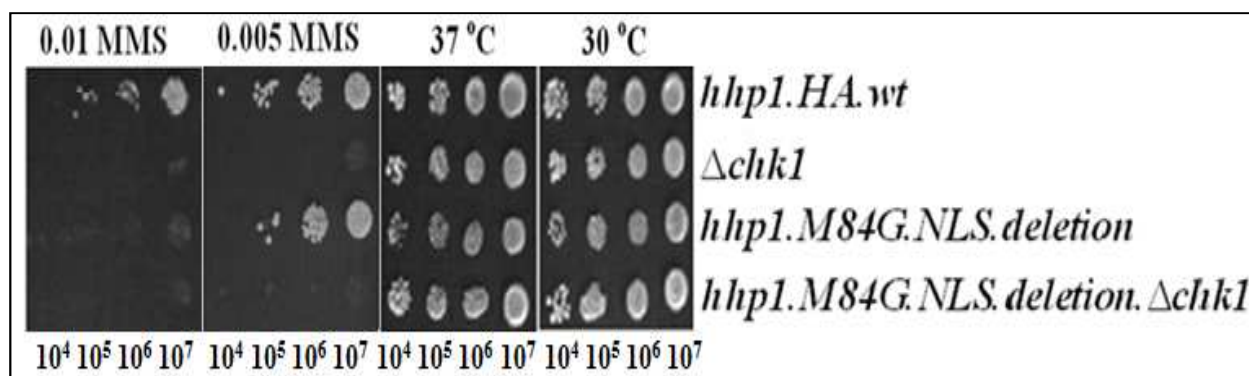 0.01 MMS 0.005 MMS 37 °C 30 °C
hhp1.HA.wt
Δchk1
hhp1.M84G.NLS.deletion
hhp1.M84G.NLS.deletion.Δchk1
10⁴ 10⁵ 10⁶ 10⁷ 10⁴ 10⁵ 10⁶ 10⁷ 10⁴ 10⁵ 10⁶ 10⁷ 10⁴ 10⁵ 10⁶ 10⁷